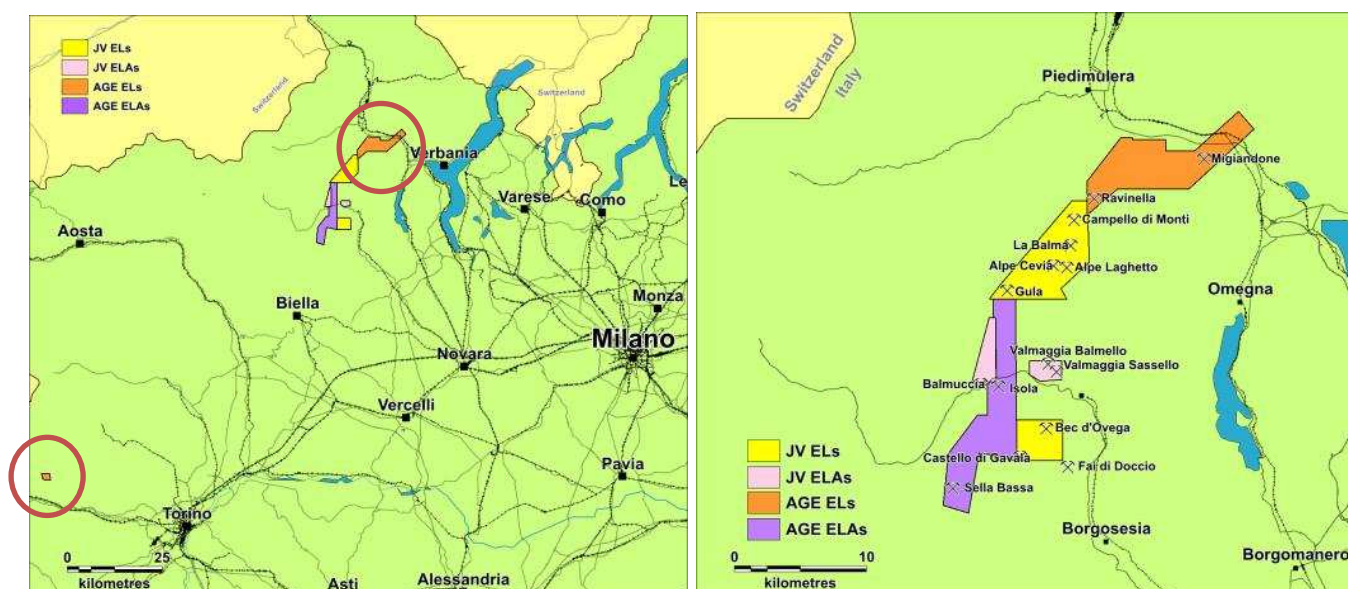 JV ELs
JV ELAs
AGE ELs
AGE ELAs
Switzerland
Switzerland
Verbania
Varese
Como
Le
Aosta
Biella
Monza
Milano
Novara
Vercelli
Pavia
Torino
0 25
kilometres
Asti
Alessandria
Switzerland
Italy
Piedimulera
Migiandone
Ravinella
Campello di Monti
La Balma
Alpe Cevia
Alpe Laghetto
Gula
Omegna
Valmaggia Balmello
Valmaggia Sassello
Balmuccia
Isola
Bec d'Ovega
Castello di Gavala
Fai di Doccio
Sella Bassa
JV ELs
JV ELAs
AGE ELs
AGE ELAs
Borgosesia
Borgomanero
0 10
kilometres